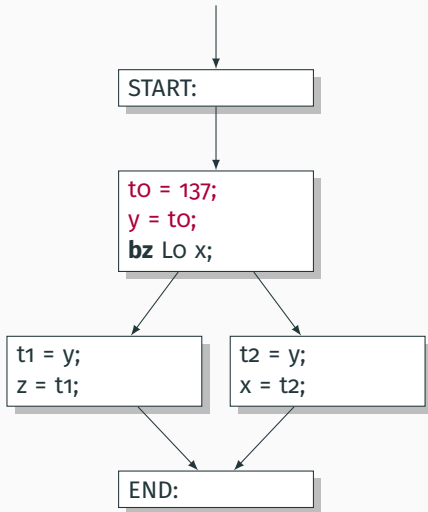 START:
t0 = 137;
y = t0;
bz L0 x;
t1 = y;
z = t1;
t2 = y;
x = t2;
END: